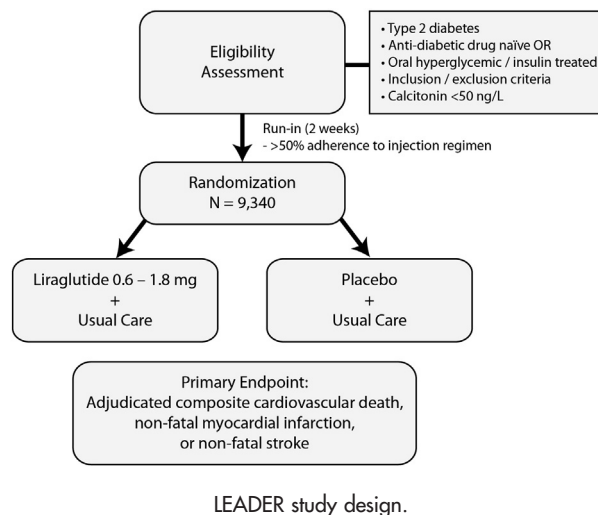 Eligibility
Assessment
• Type 2 diabetes
• Anti-diabetic drug naïve OR
• Oral hyperglycemic / insulin treated
• Inclusion / exclusion criteria
• Calcitonin <50 ng/L
Run-in (2 weeks)
- >50% adherence to injection regimen
Randomization
N = 9,340
Liraglutide 0.6 – 1.8 mg
+
Usual Care
Placebo
+
Usual Care
Primary Endpoint:
Adjudicated composite cardiovascular death,
non-fatal myocardial infarction,
or non-fatal stroke
LEADER study design.